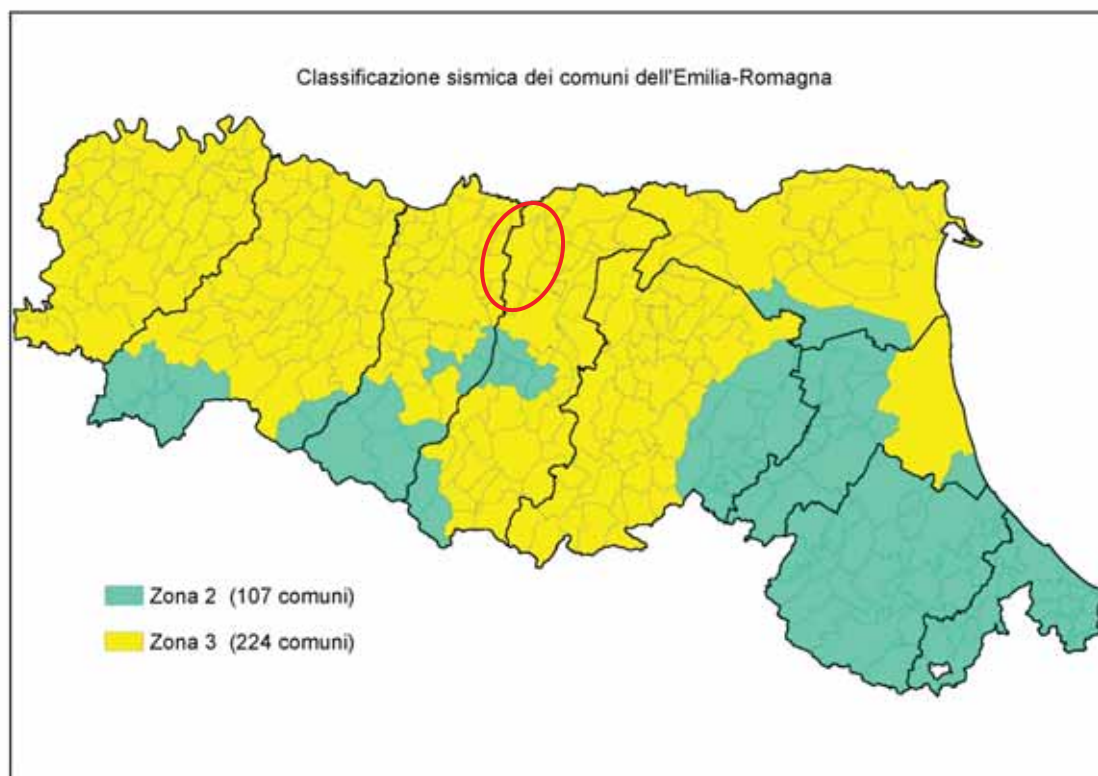 Classificazione sismica dei comuni dell'Emilia-Romagna
Zona 2 (107 comuni)
Zona 3 (224 comuni)